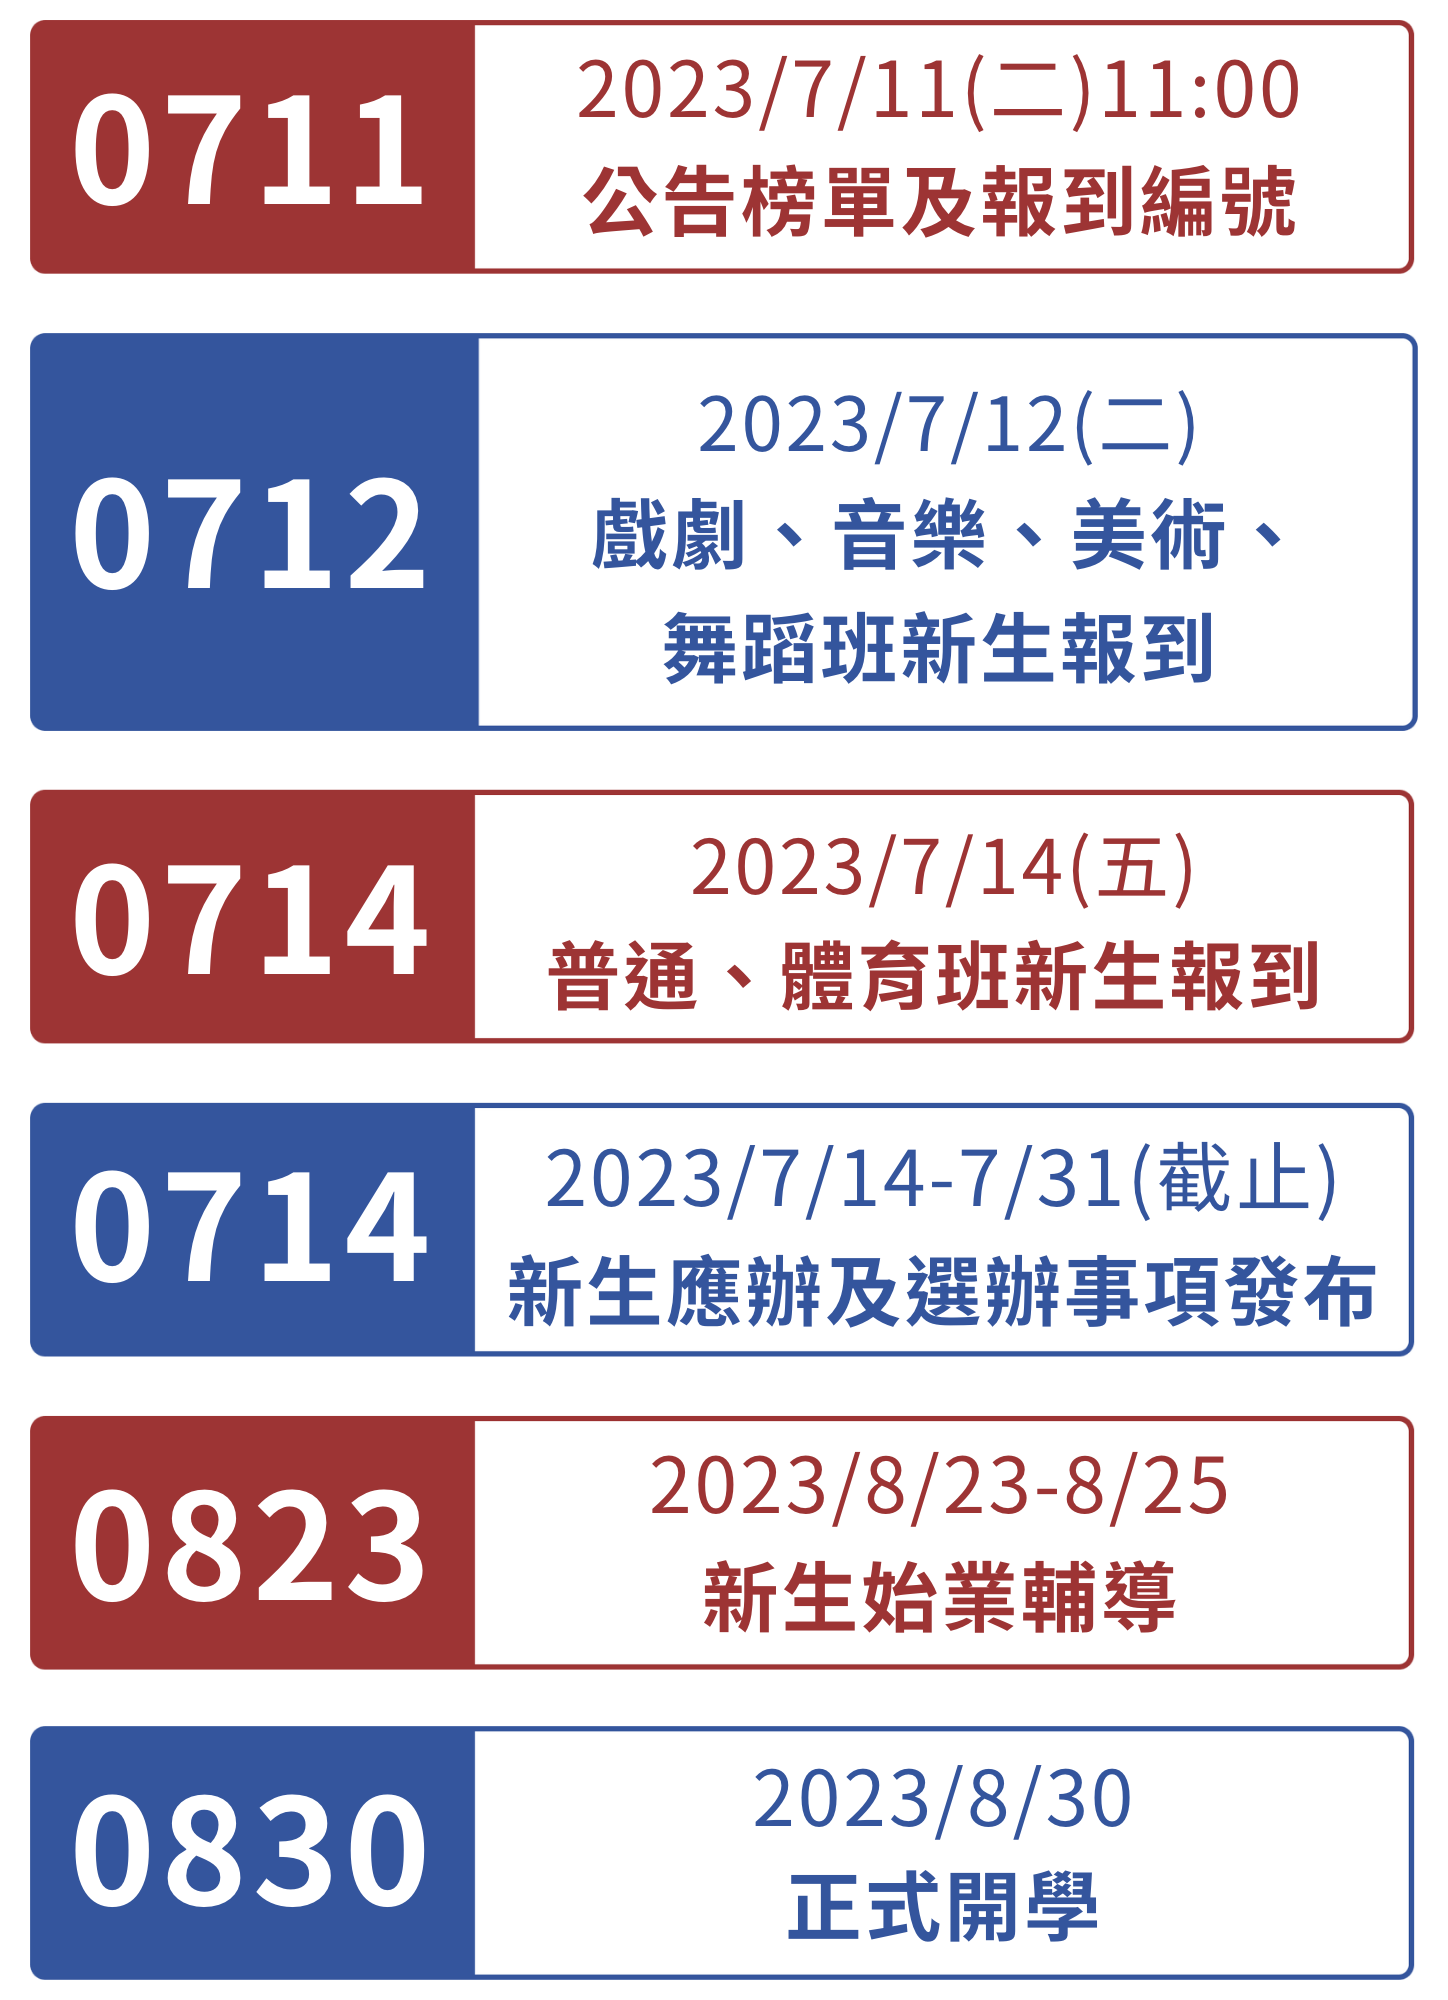 0711
2023/7/11(二)11:00
公告榜單及報到編號
0712
2023/7/12(二)
戲劇、音樂、美術、
舞蹈班新生報到
0714
2023/7/14(五)
普通、體育班新生報到
0714
2023/7/14-7/31(截止)
新生應辦及選辦事項發布
0823
2023/8/23-8/25
新生始業輔導
0830
2023/8/30
正式開學